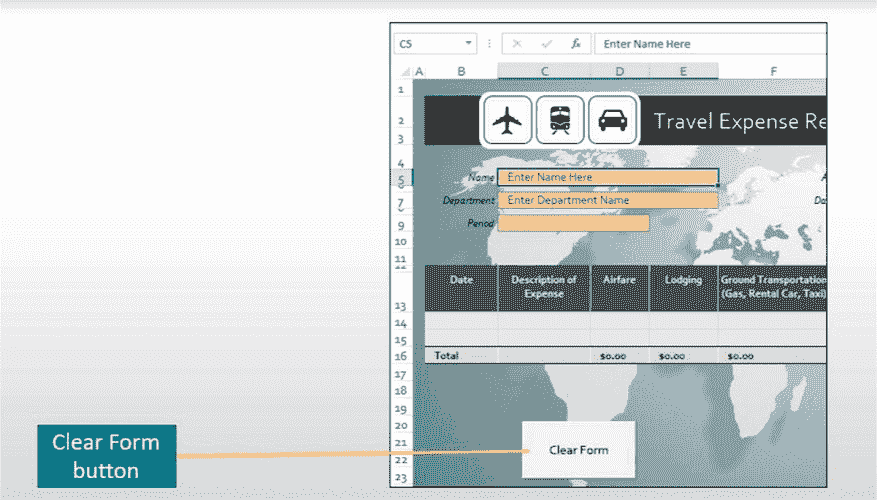 C5
fx
Enter Name Here
A B C D E F
1
2
Travel Expense Re
3
4
5
Name Enter Name Here
7
Department Enter Department Name
9
Period
10
11
Date Description of Expense Airfare Lodging Ground Transportation (Gas, Rental Car, Taxi)
13
14
15
16 Total $0.00 $0.00 $0.00
17
18
19
20
21
22
23
Clear Form
Clear Form
button